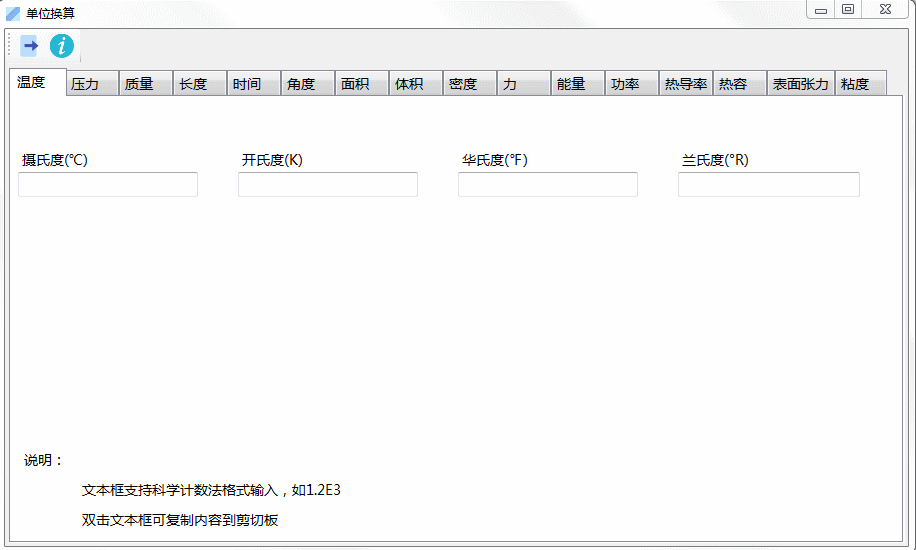 单位换算
i
温度 压力 质量 长度 时间 角度 面积 体积 密度 力 能量 功率 热导率 热容 表面张力 粘度
摄氏度(℃) 开氏度(K) 华氏度(℉) 兰氏度(°R)
说明：
文本框支持科学计数法格式输入，如1.2E3
双击文本框可复制内容到剪切板